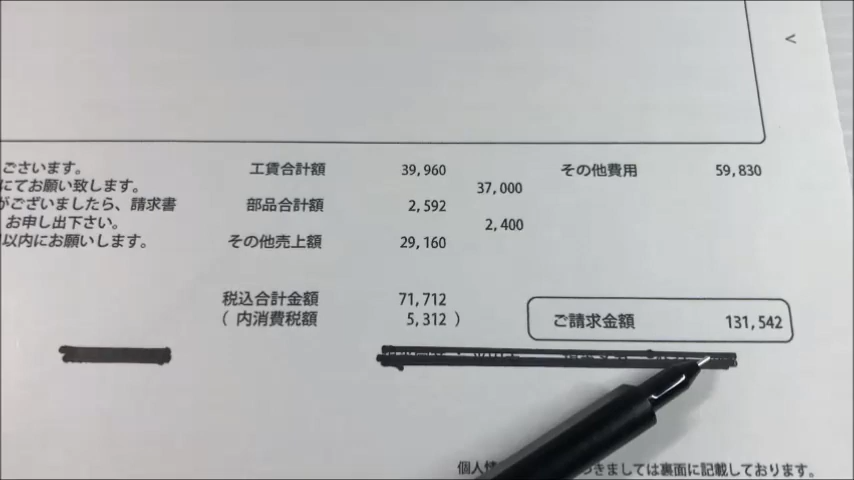 ございます。 工賃合計額 39,960 その他費用 59,830
にてお願い致します。 37,000
がございましたら、請求書 部品合計額 2,592
お申し出下さい。 2,400
以内にお願いします。 その他売上額 29,160
税込合計金額 71,712
( 内消費税額 5,312 ) ご請求金額 131,542
個人情 つきましては裏面に記載しております。
<